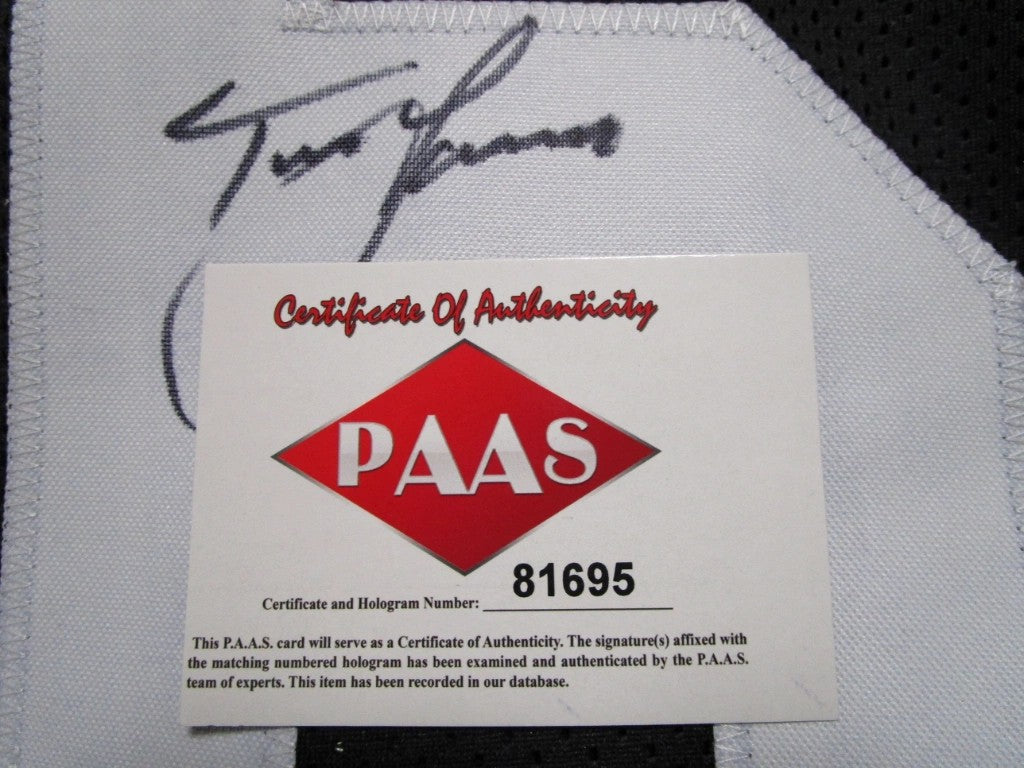 Certificate Of Authenticity
PAAS
81695
Certificate and Hologram Number:
This P.A.A.S. card will serve as a Certificate of Authenticity. The signature(s) affixed with
the matching numbered hologram has been examined and authenticated by the P.A.A.S.
team of experts. This item has been recorded in our database.